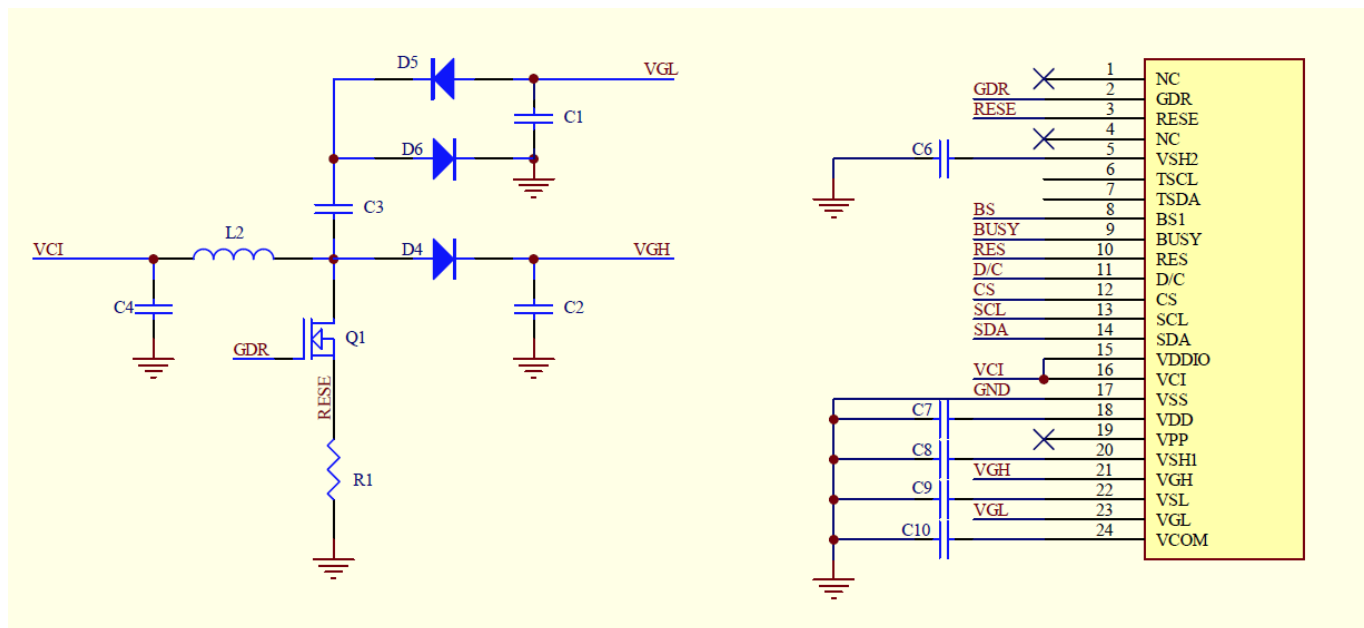 D5
VGL
C1
D6
C3
L2
VCI
D4
VGH
C4
C2
Q1
GDR
RESE
R1
1 NC
GDR 2 GDR
RESE 3 RESE
4 NC
C6 5 VSH2
6 TSCL
7 TSDA
BS 8 BS1
BUSY 9 BUSY
RES 10 RES
D/C 11 D/C
CS 12 CS
SCL 13 SCL
SDA 14 SDA
15 VDDIO
VCI 16 VCI
GND 17 VSS
C7 18 VDD
19 VPP
C8 20 VSH1
VGH 21 VGH
C9 22 VSL
VGL 23 VGL
C10 24 VCOM